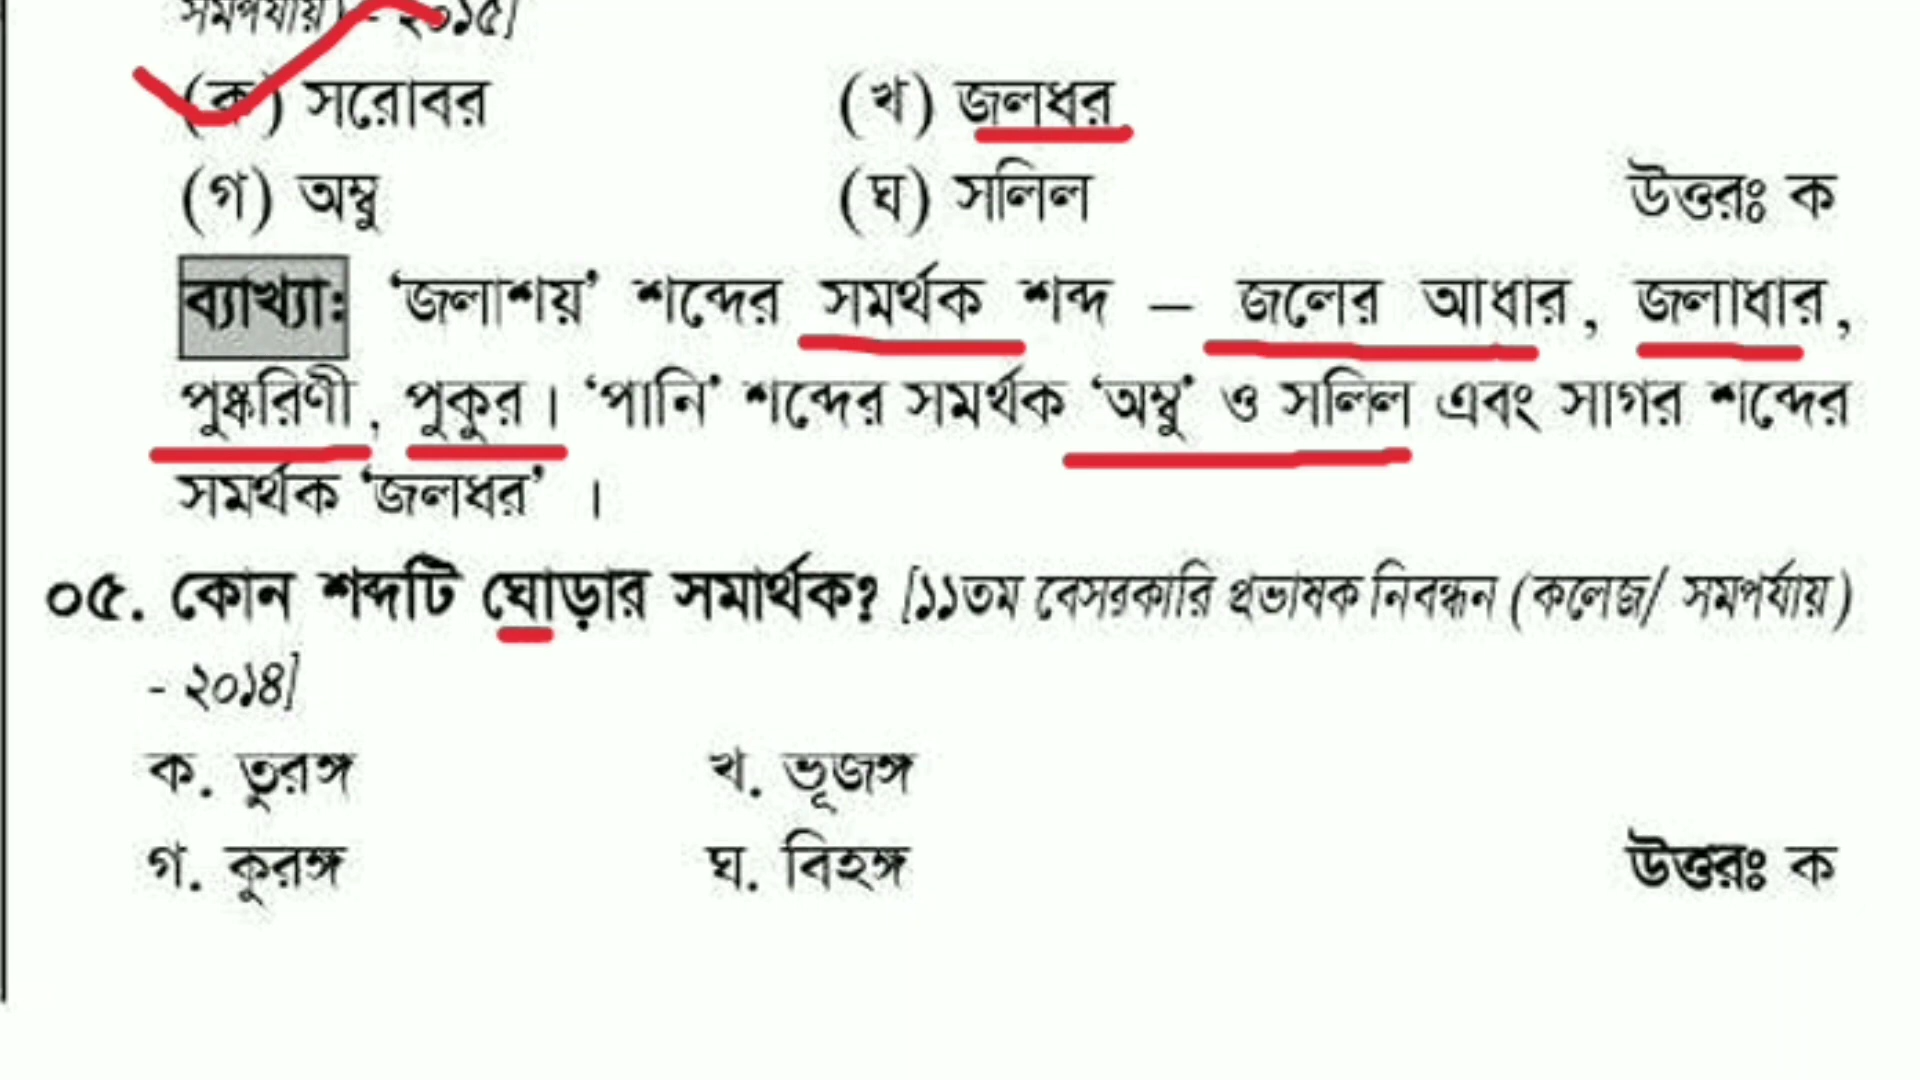 সমপর্যায়) - ২০১৫]
(ক) সরোবর (খ) জলধর
(গ) অম্বু (ঘ) সলিল উত্তরঃ ক
ব্যাখ্যা: ‘জলাশয়’ শব্দের সমর্থক শব্দ – জলের আধার, জলাধার,
পুষ্করিণী, পুকুর। ‘পানি’ শব্দের সমর্থক ‘অম্বু’ ও সলিল এবং সাগর শব্দের
সমর্থক ‘জলধর’ ।
০৫. কোন শব্দটি ঘোড়ার সমার্থক? [১১তম বেসরকারি প্রভাষক নিবন্ধন (কলেজ/ সমপর্যায়)
- ২০১৪]
ক. তুরঙ্গ খ. ভূজঙ্গ
গ. কুরঙ্গ ঘ. বিহঙ্গ উত্তরঃ ক